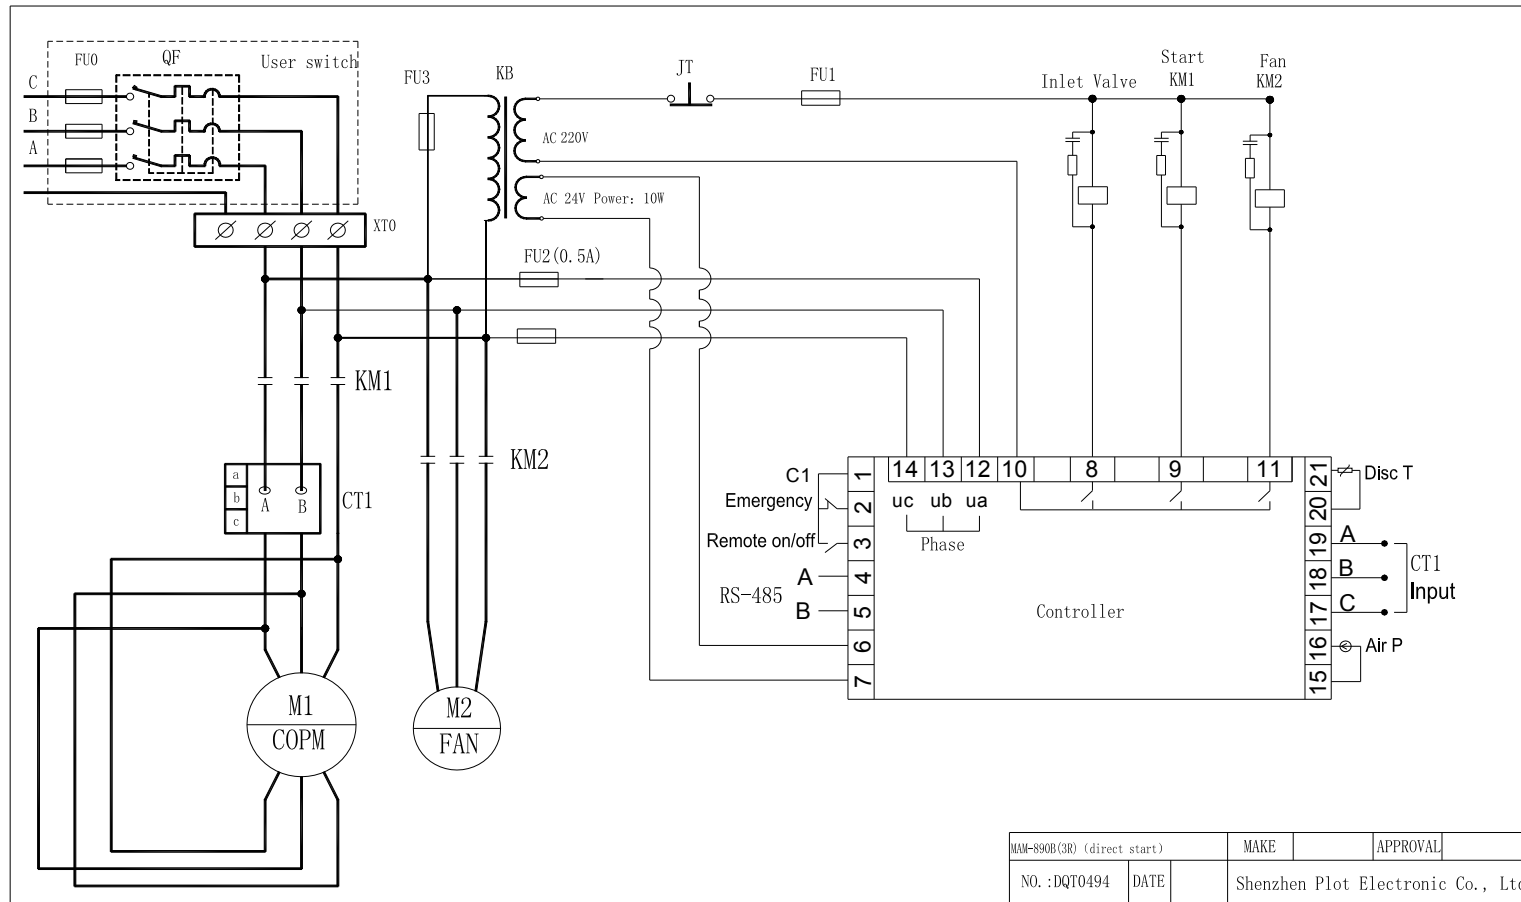 FU0
QF
User switch
C
B
A
XT0
FU3
KB
JT
FU1
AC 220V
AC 24V Power: 10W
FU2(0.5A)
Inlet Valve
Start
KM1
Fan
KM2
KM1
KM2
a
b
c
A
B
CT1
M1
COPM
M2
FAN
C1
Emergency
Remote on/off
A
RS-485
B
1
2
3
4
5
6
7
14
13
12
10
8
9
11
uc
ub
ua
Phase
Controller
21
20
19
18
17
16
15
Disc T
A
B
C
CT1
Input
Air P
MAM-890B(3R) (direct start)
MAKE
APPROVAL
NO.:DQT0494
DATE
Shenzhen Plot Electronic Co., Ltd